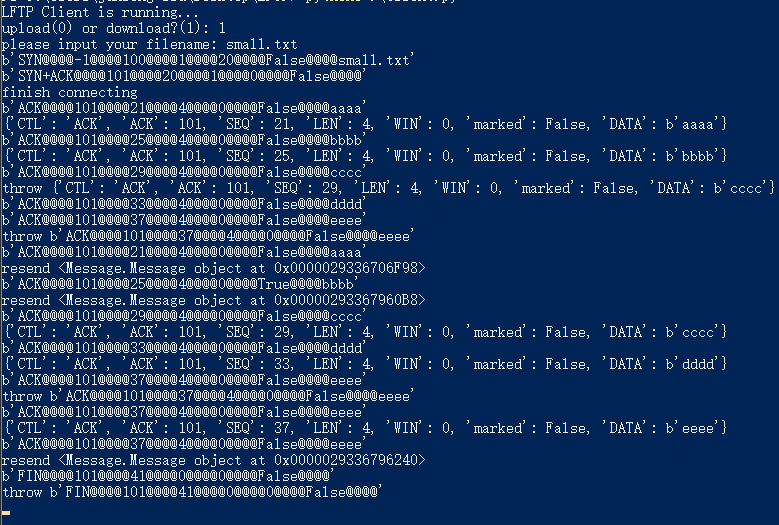 LFTP Client is running...
upload(0) or download?(1): 1
please input your filename: small.txt
b'SYN@@@@-1@@@@100@@@@1@@@@20@@@@False@@@@small.txt'
b'SYN+ACK@@@@101@@@@20@@@@1@@@@0@@@@False@@@@'
finish connecting
b'ACK@@@@101@@@@21@@@@4@@@@0@@@@False@@@@aaaa'
{'CTL': 'ACK', 'ACK': 101, 'SEQ': 21, 'LEN': 4, 'WIN': 0, 'marked': False, 'DATA': b'aaaa'}
b'ACK@@@@101@@@@25@@@@4@@@@0@@@@False@@@@bbbb'
{'CTL': 'ACK', 'ACK': 101, 'SEQ': 25, 'LEN': 4, 'WIN': 0, 'marked': False, 'DATA': b'bbbb'}
b'ACK@@@@101@@@@29@@@@4@@@@0@@@@False@@@@cccc'
throw {'CTL': 'ACK', 'ACK': 101, 'SEQ': 29, 'LEN': 4, 'WIN': 0, 'marked': False, 'DATA': b'cccc'}
b'ACK@@@@101@@@@33@@@@4@@@@0@@@@False@@@@dddd'
b'ACK@@@@101@@@@37@@@@4@@@@0@@@@False@@@@eeee'
throw b'ACK@@@@101@@@@37@@@@4@@@@0@@@@False@@@@eeee'
b'ACK@@@@101@@@@21@@@@4@@@@0@@@@False@@@@aaaa'
resend <Message.Message object at 0x0000029336706F98>
b'ACK@@@@101@@@@25@@@@4@@@@0@@@@True@@@@bbbb'
resend <Message.Message object at 0x00000293367960B8>
b'ACK@@@@101@@@@29@@@@4@@@@0@@@@False@@@@cccc'
{'CTL': 'ACK', 'ACK': 101, 'SEQ': 29, 'LEN': 4, 'WIN': 0, 'marked': False, 'DATA': b'cccc'}
b'ACK@@@@101@@@@33@@@@4@@@@0@@@@False@@@@dddd'
{'CTL': 'ACK', 'ACK': 101, 'SEQ': 33, 'LEN': 4, 'WIN': 0, 'marked': False, 'DATA': b'dddd'}
b'ACK@@@@101@@@@37@@@@4@@@@0@@@@False@@@@eeee'
throw b'ACK@@@@101@@@@37@@@@4@@@@0@@@@False@@@@eeee'
b'ACK@@@@101@@@@37@@@@4@@@@0@@@@False@@@@eeee'
{'CTL': 'ACK', 'ACK': 101, 'SEQ': 37, 'LEN': 4, 'WIN': 0, 'marked': False, 'DATA': b'eeee'}
b'ACK@@@@101@@@@37@@@@4@@@@0@@@@False@@@@eeee'
resend <Message.Message object at 0x0000029336796240>
b'FIN@@@@101@@@@41@@@@0@@@@0@@@@False@@@@'
throw b'FIN@@@@101@@@@41@@@@0@@@@0@@@@False@@@@'